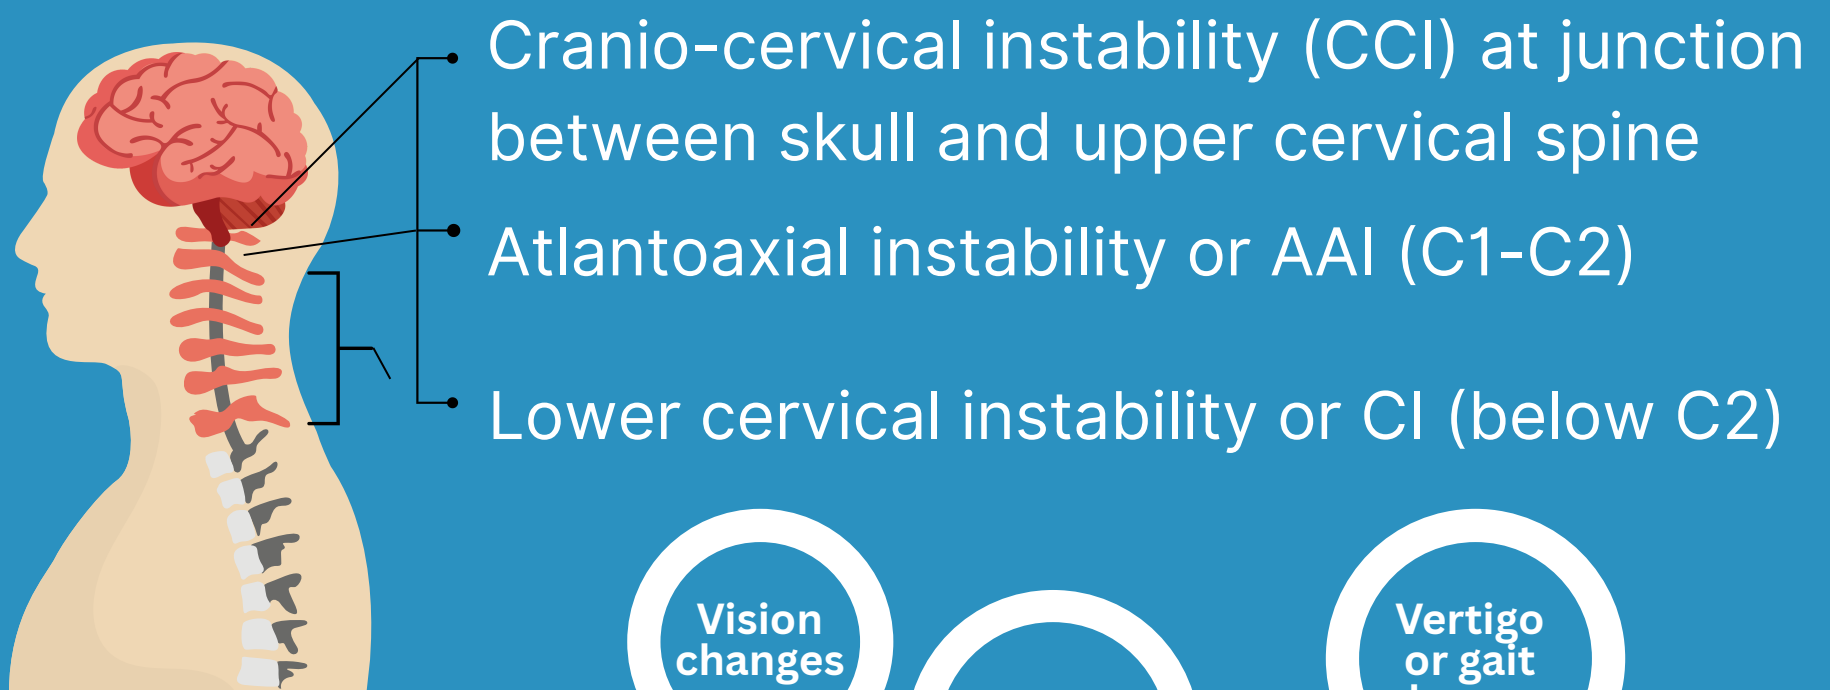 Cranio-cervical instability (CCI) at junction
between skull and upper cervical spine
Atlantoaxial instability or AAI (C1-C2)
Lower cervical instability or CI (below C2)
Vision
changes
Vertigo
or gait